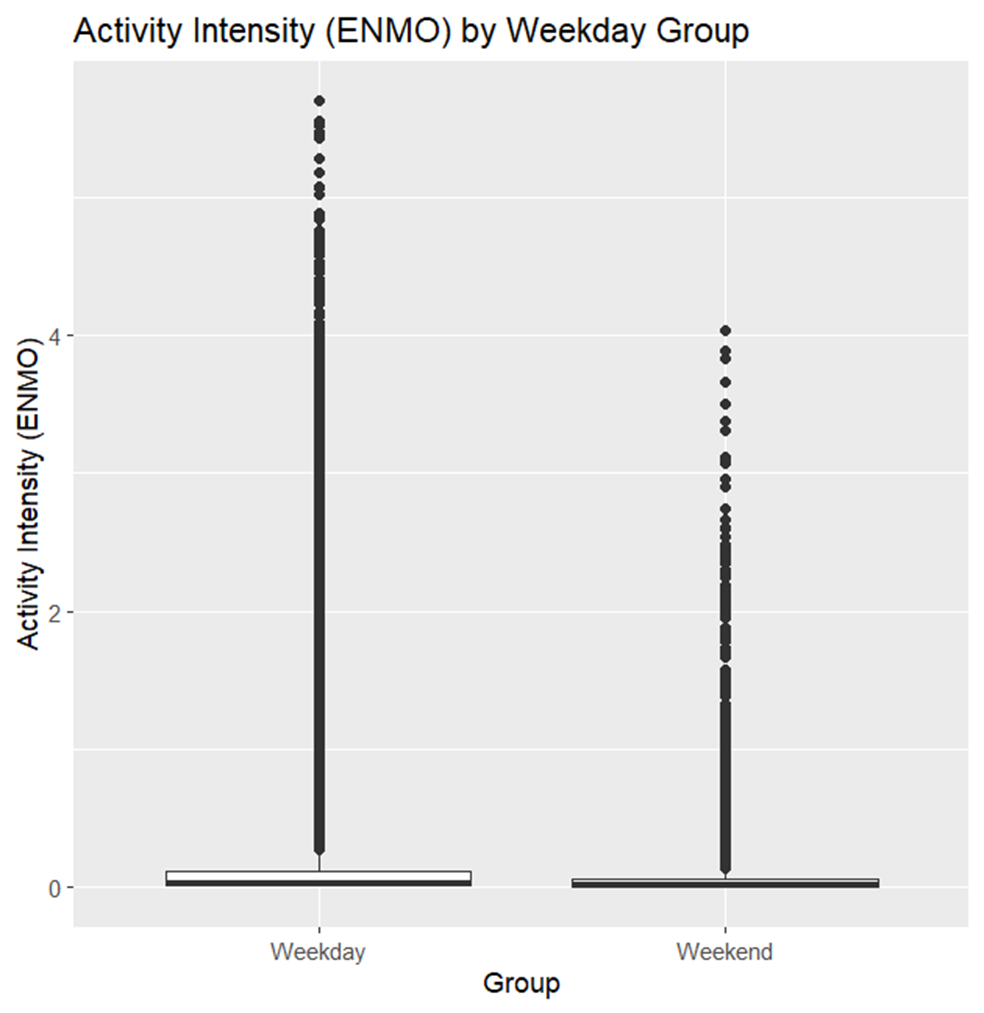 Activity Intensity (ENMO) by Weekday Group
Activity Intensity (ENMO)
4
2
0
Weekday Weekend
Group